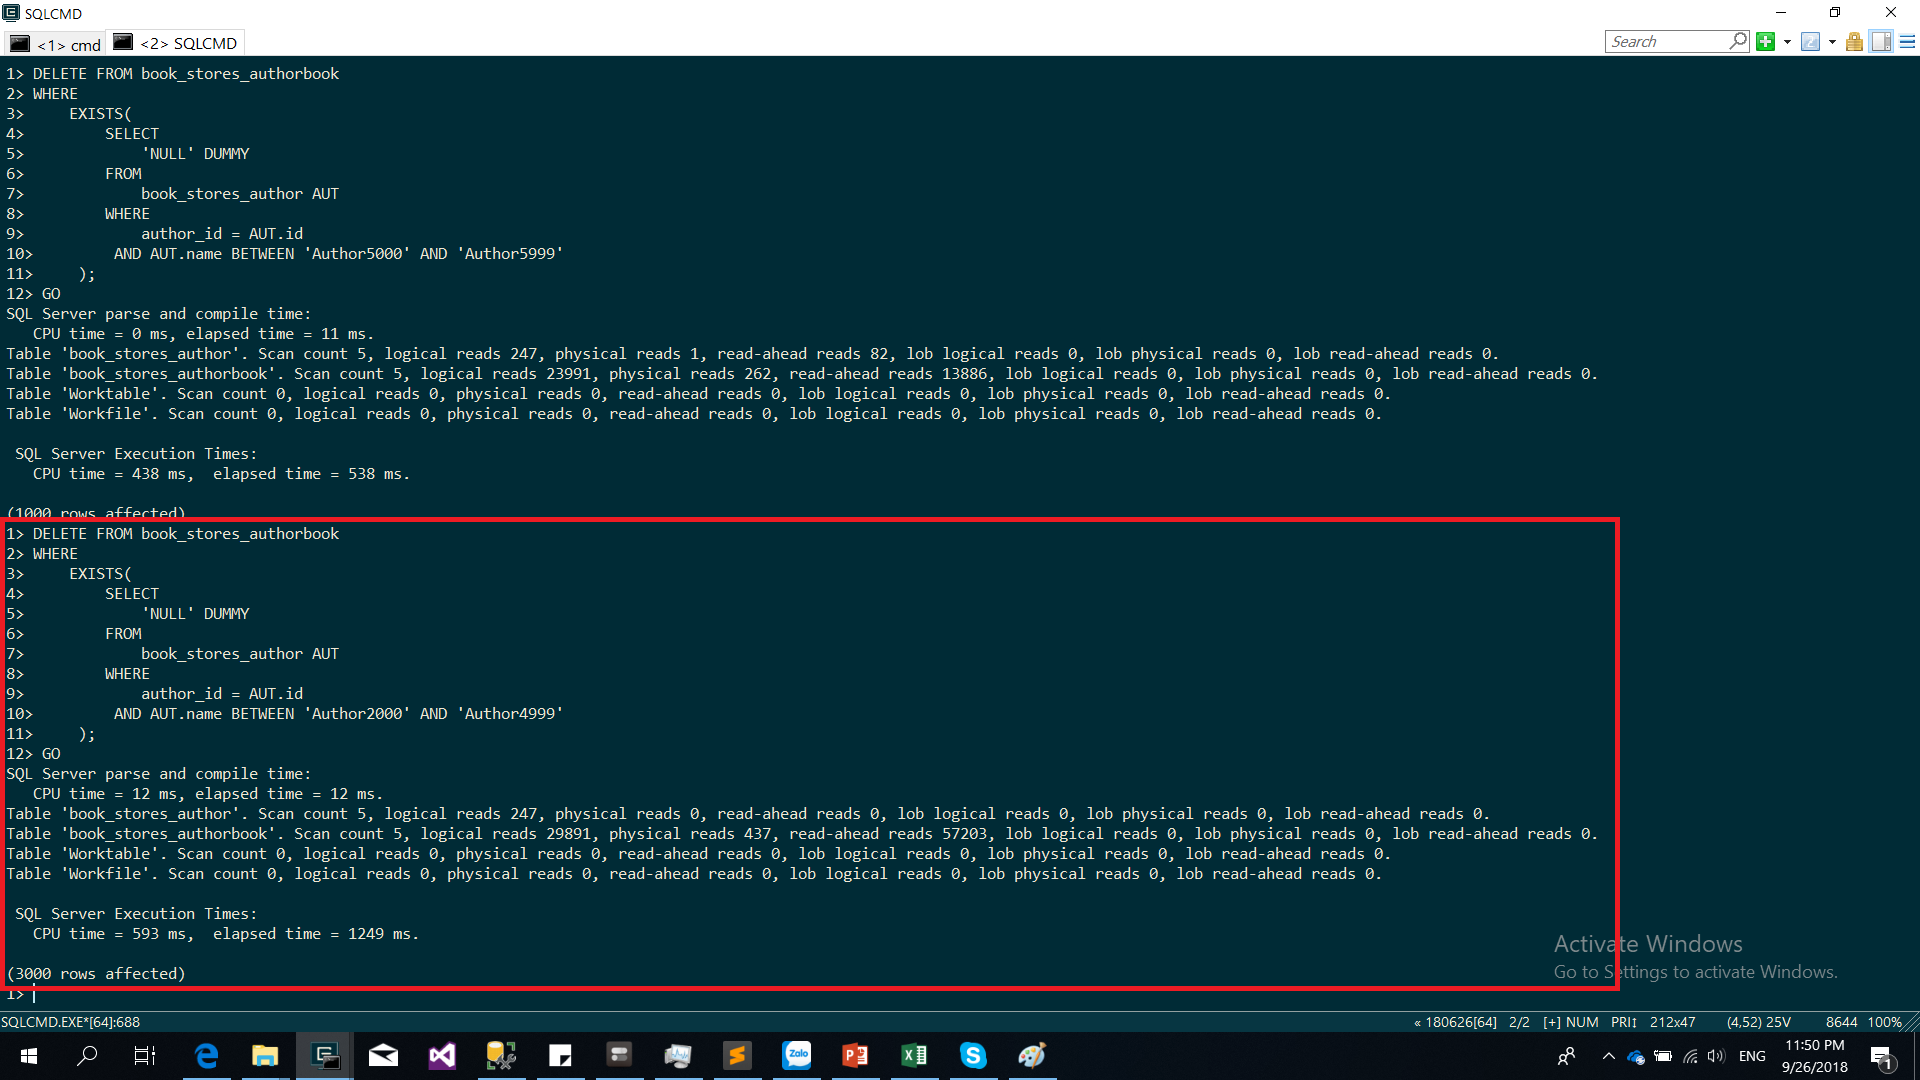 SQLCMD
<1> cmd
<2> SQLCMD
Search
1> DELETE FROM book_stores_authorbook
2> WHERE
3>     EXISTS(
4>         SELECT
5>             'NULL' DUMMY
6>         FROM
7>             book_stores_author AUT
8>         WHERE
9>             author_id = AUT.id
10>         AND AUT.name BETWEEN 'Author5000' AND 'Author5999'
11>     );
12> GO
SQL Server parse and compile time:
   CPU time = 0 ms, elapsed time = 11 ms.
Table 'book_stores_author'. Scan count 5, logical reads 247, physical reads 1, read-ahead reads 82, lob logical reads 0, lob physical reads 0, lob read-ahead reads 0.
Table 'book_stores_authorbook'. Scan count 5, logical reads 23991, physical reads 262, read-ahead reads 13886, lob logical reads 0, lob physical reads 0, lob read-ahead reads 0.
Table 'Worktable'. Scan count 0, logical reads 0, physical reads 0, read-ahead reads 0, lob logical reads 0, lob physical reads 0, lob read-ahead reads 0.
Table 'Workfile'. Scan count 0, logical reads 0, physical reads 0, read-ahead reads 0, lob logical reads 0, lob physical reads 0, lob read-ahead reads 0.
 SQL Server Execution Times:
   CPU time = 438 ms,  elapsed time = 538 ms.
(1000 rows affected)
1> DELETE FROM book_stores_authorbook
2> WHERE
3>     EXISTS(
4>         SELECT
5>             'NULL' DUMMY
6>         FROM
7>             book_stores_author AUT
8>         WHERE
9>             author_id = AUT.id
10>         AND AUT.name BETWEEN 'Author2000' AND 'Author4999'
11>     );
12> GO
SQL Server parse and compile time:
   CPU time = 12 ms, elapsed time = 12 ms.
Table 'book_stores_author'. Scan count 5, logical reads 247, physical reads 0, read-ahead reads 0, lob logical reads 0, lob physical reads 0, lob read-ahead reads 0.
Table 'book_stores_authorbook'. Scan count 5, logical reads 29891, physical reads 437, read-ahead reads 57203, lob logical reads 0, lob physical reads 0, lob read-ahead reads 0.
Table 'Worktable'. Scan count 0, logical reads 0, physical reads 0, read-ahead reads 0, lob logical reads 0, lob physical reads 0, lob read-ahead reads 0.
Table 'Workfile'. Scan count 0, logical reads 0, physical reads 0, read-ahead reads 0, lob logical reads 0, lob physical reads 0, lob read-ahead reads 0.
 SQL Server Execution Times:
   CPU time = 593 ms,  elapsed time = 1249 ms.
(3000 rows affected)
1>
Activate Windows
Go to Settings to activate Windows.
SQLCMD.EXE*[64]:688
« 180626[64] 2/2 [+] NUM PRI↕ 212x47 (4,52) 25V 8644 100%
Zalo
ENG
11:50 PM
9/26/2018
1